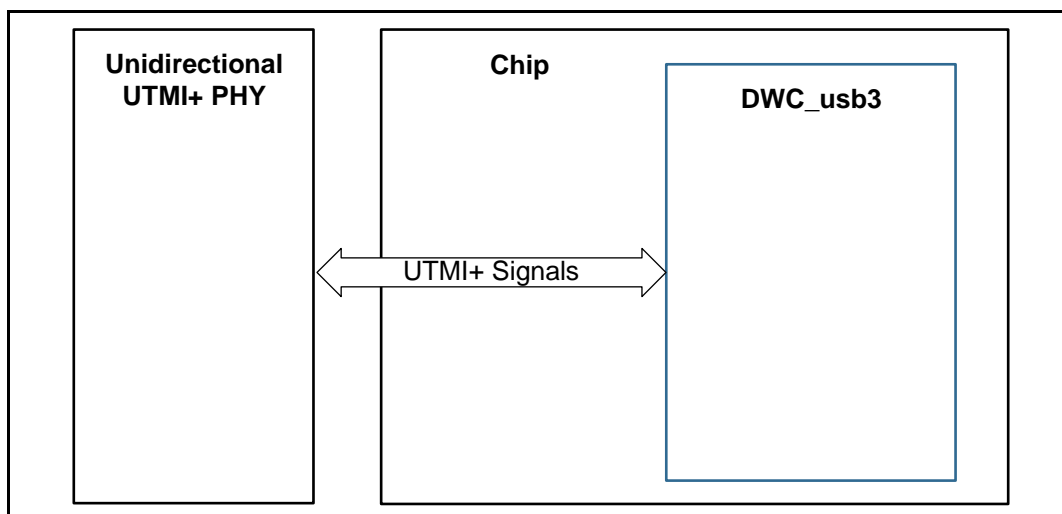 Unidirectional
UTMI+ PHY
Chip
DWC_usb3
UTMI+ Signals